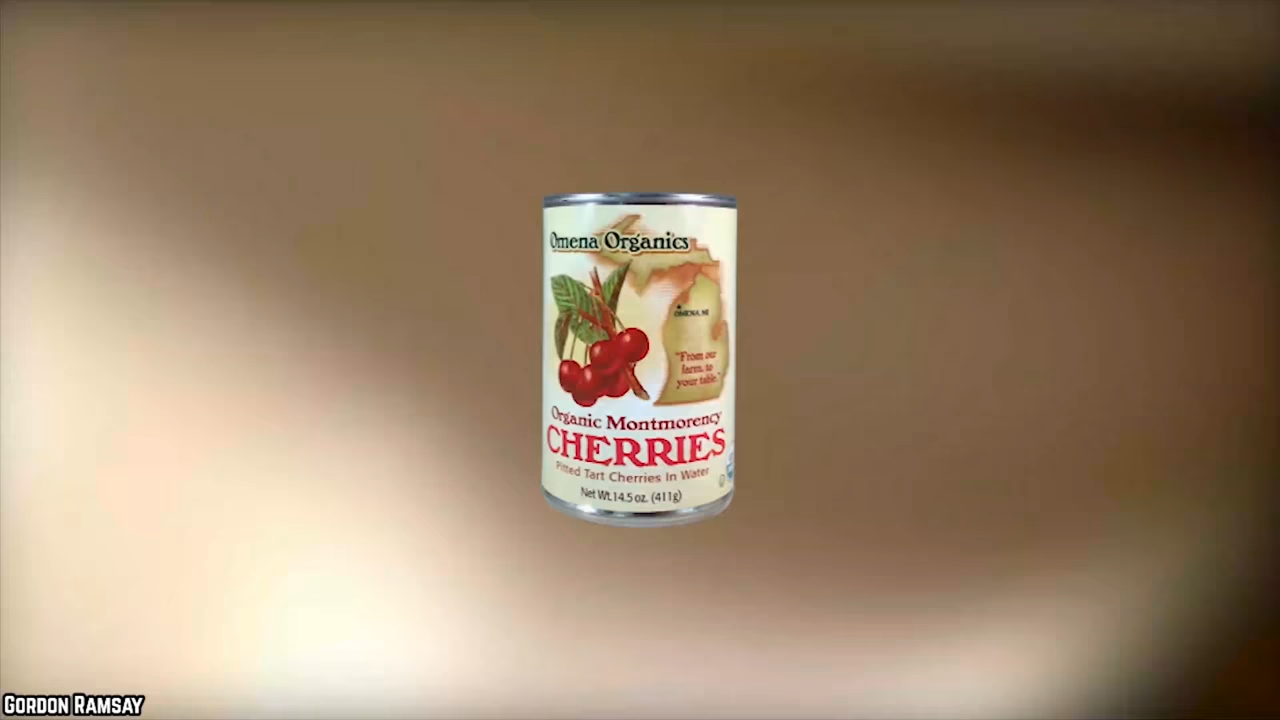 Omena Organics
OMENA, MI
"From our
farm, to
your table."
Organic Montmorency
CHERRIES
Pitted Tart Cherries In Water
Net Wt. 14.5 oz. (411g)
GORDON RAMSAY